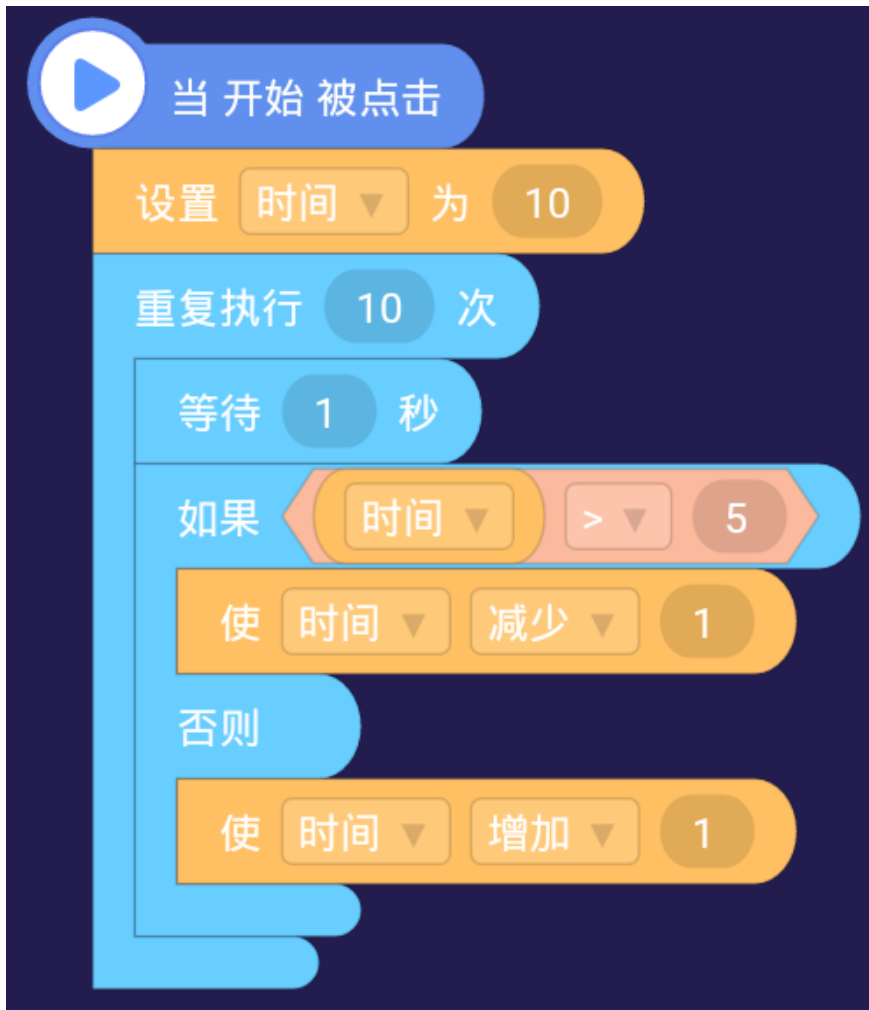 当 开始 被点击
设置 时间 为 10
重复执行 10 次
等待 1 秒
如果 时间 > 5
使 时间 减少 1
否则
使 时间 增加 1